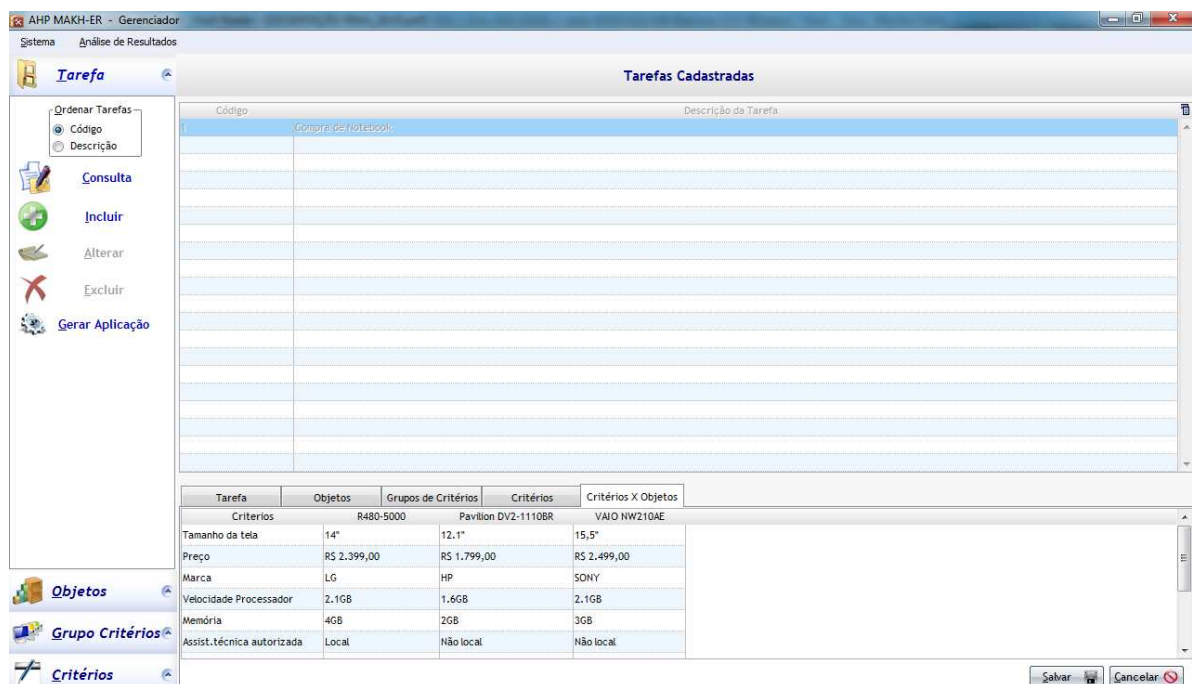 AHP MAKH-ER - Gerenciador
Sistema Análise de Resultados
Tarefa
Tarefas Cadastradas
Ordenar Tarefas
Código
Descrição
Consulta
Incluir
Alterar
Excluir
Gerar Aplicação
Código Descrição da Tarefa
1 Compra de Notebook
Tarefa Objetos Grupos de Critérios Critérios Critérios X Objetos
Criterios R480-5000 Pavilion DV2-1110BR VAIO NW210AE
Tamanho da tela 14" 12.1" 15,5"
Preço R$ 2.399,00 R$ 1.799,00 R$ 2.499,00
Marca LG HP SONY
Velocidade Processador 2.1GB 1.6GB 2.1GB
Memória 4GB 2GB 3GB
Assist.técnica autorizada Local Não local Não local
Objetos
Grupo Critérios
Critérios
Salvar Cancelar